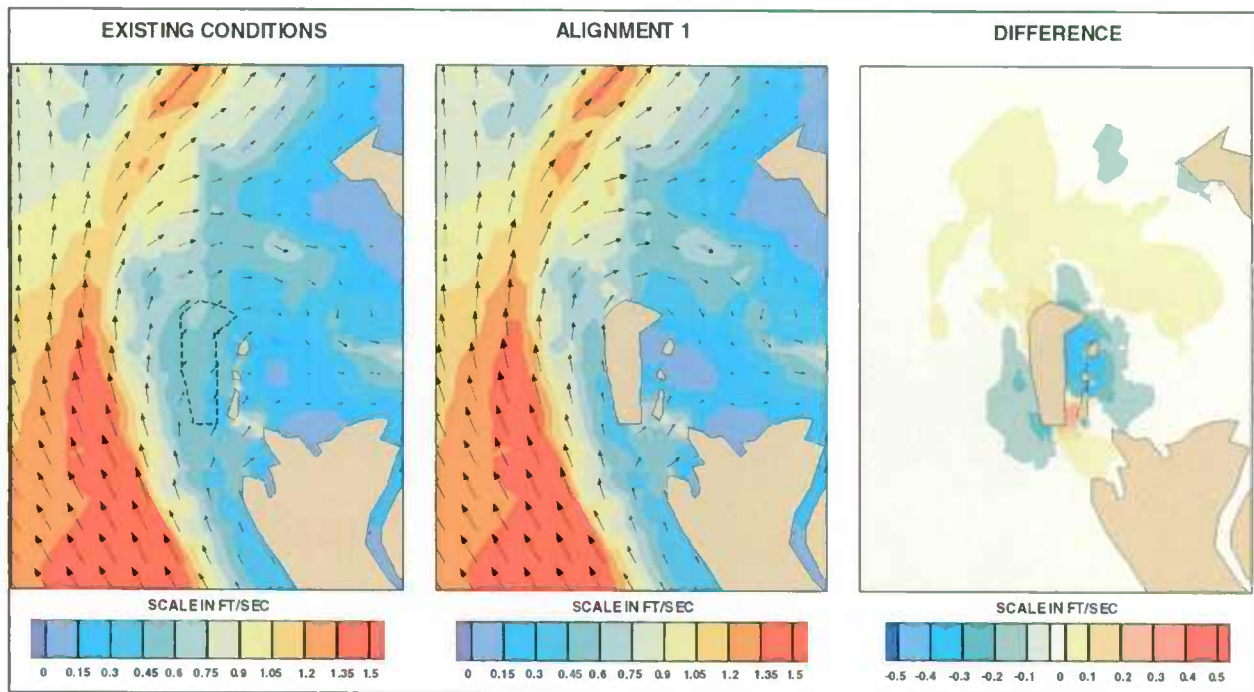 EXISTING CONDITIONS
ALIGNMENT 1
DIFFERENCE
SCALE IN FT/SEC
0 0.15 0.3 0.45 0.6 0.75 0.9 1.05 1.2 1.35 1.5
SCALE IN FT/SEC
0 0.15 0.3 0.45 0.6 0.75 0.9 1.05 1.2 1.35 1.5
SCALE IN FT/SEC
-0.5 -0.4 -0.3 -0.2 -0.1 0 0.1 0.2 0.3 0.4 0.5